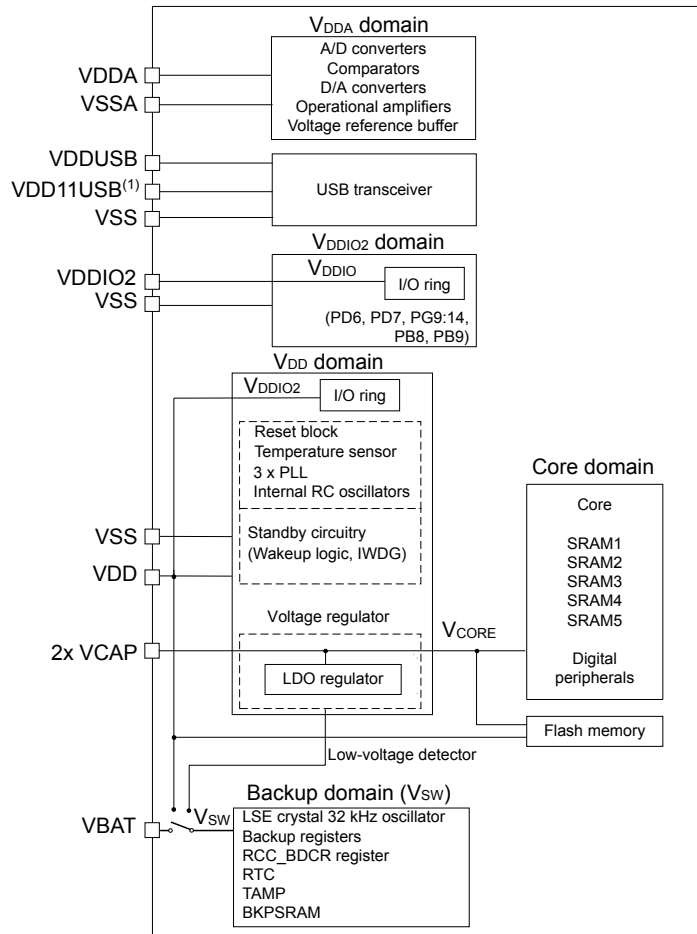 VDDA domain
A/D converters
Comparators
D/A converters
Operational amplifiers
Voltage reference buffer
VDDA
VSSA
VDDUSB
VDD11USB(1)
VSS
USB transceiver
VDDIO2 domain
VDDIO2
VSS
VDDIO
I/O ring
(PD6, PD7, PG9:14,
PB8, PB9)
VDD domain
VDDIO2
I/O ring
Reset block
Temperature sensor
3 x PLL
Internal RC oscillators
Standby circuitry
(Wakeup logic, IWDG)
VSS
VDD
Voltage regulator
2x VCAP
LDO regulator
VCORE
Core domain
Core
SRAM1
SRAM2
SRAM3
SRAM4
SRAM5
Digital
peripherals
Flash memory
Low-voltage detector
Backup domain (VSW)
VBAT
VSW
LSE crystal 32 kHz oscillator
Backup registers
RCC_BDCR register
RTC
TAMP
BKPSRAM